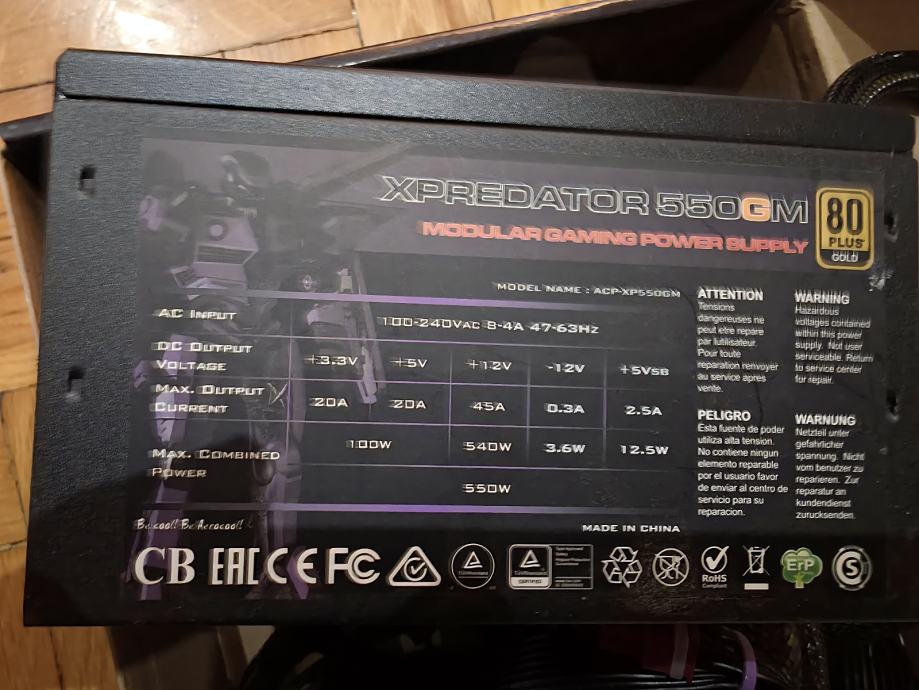 XPREDATOR 550GM
MODULAR GAMING POWER SUPPLY
80
PLUS
GOLD
MODEL NAME : ACP-XP550GM
AC INPUT 100-240VAC 8-4A 47-63Hz
DC OUTPUT VOLTAGE +3.3V +5V +12V -12V +5VSB
MAX. OUTPUT CURRENT 20A 20A 45A 0.3A 2.5A
MAX. COMBINED POWER 100W 540W 3.6W 12.5W
550W
Be cool! Be Aerocool!
MADE IN CHINA
ATTENTION
Tensions
dangereuses ne
peut etre repare
par lutilisateur.
Pour toute
reparation renvoyer
au service apres
vente.
WARNING
Hazardous
voltages contained
within this power
supply. Not user
serviceable. Return
to service center
for repair.
PELIGRO
Esta fuente de poder
utiliza alta tension.
No contiene ningun
elemento reparable
por el usuario favor
de enviar al centro de
servicio para su
reparacion.
WARNUNG
Netzteil unter
gefahrlicher
spannung. Nicht
vom benutzer zu
reparieren. Zur
reparatur an
kundendienst
zurucksenden.
CB EAC CE FC
RoHS
Compliant
ErP
S